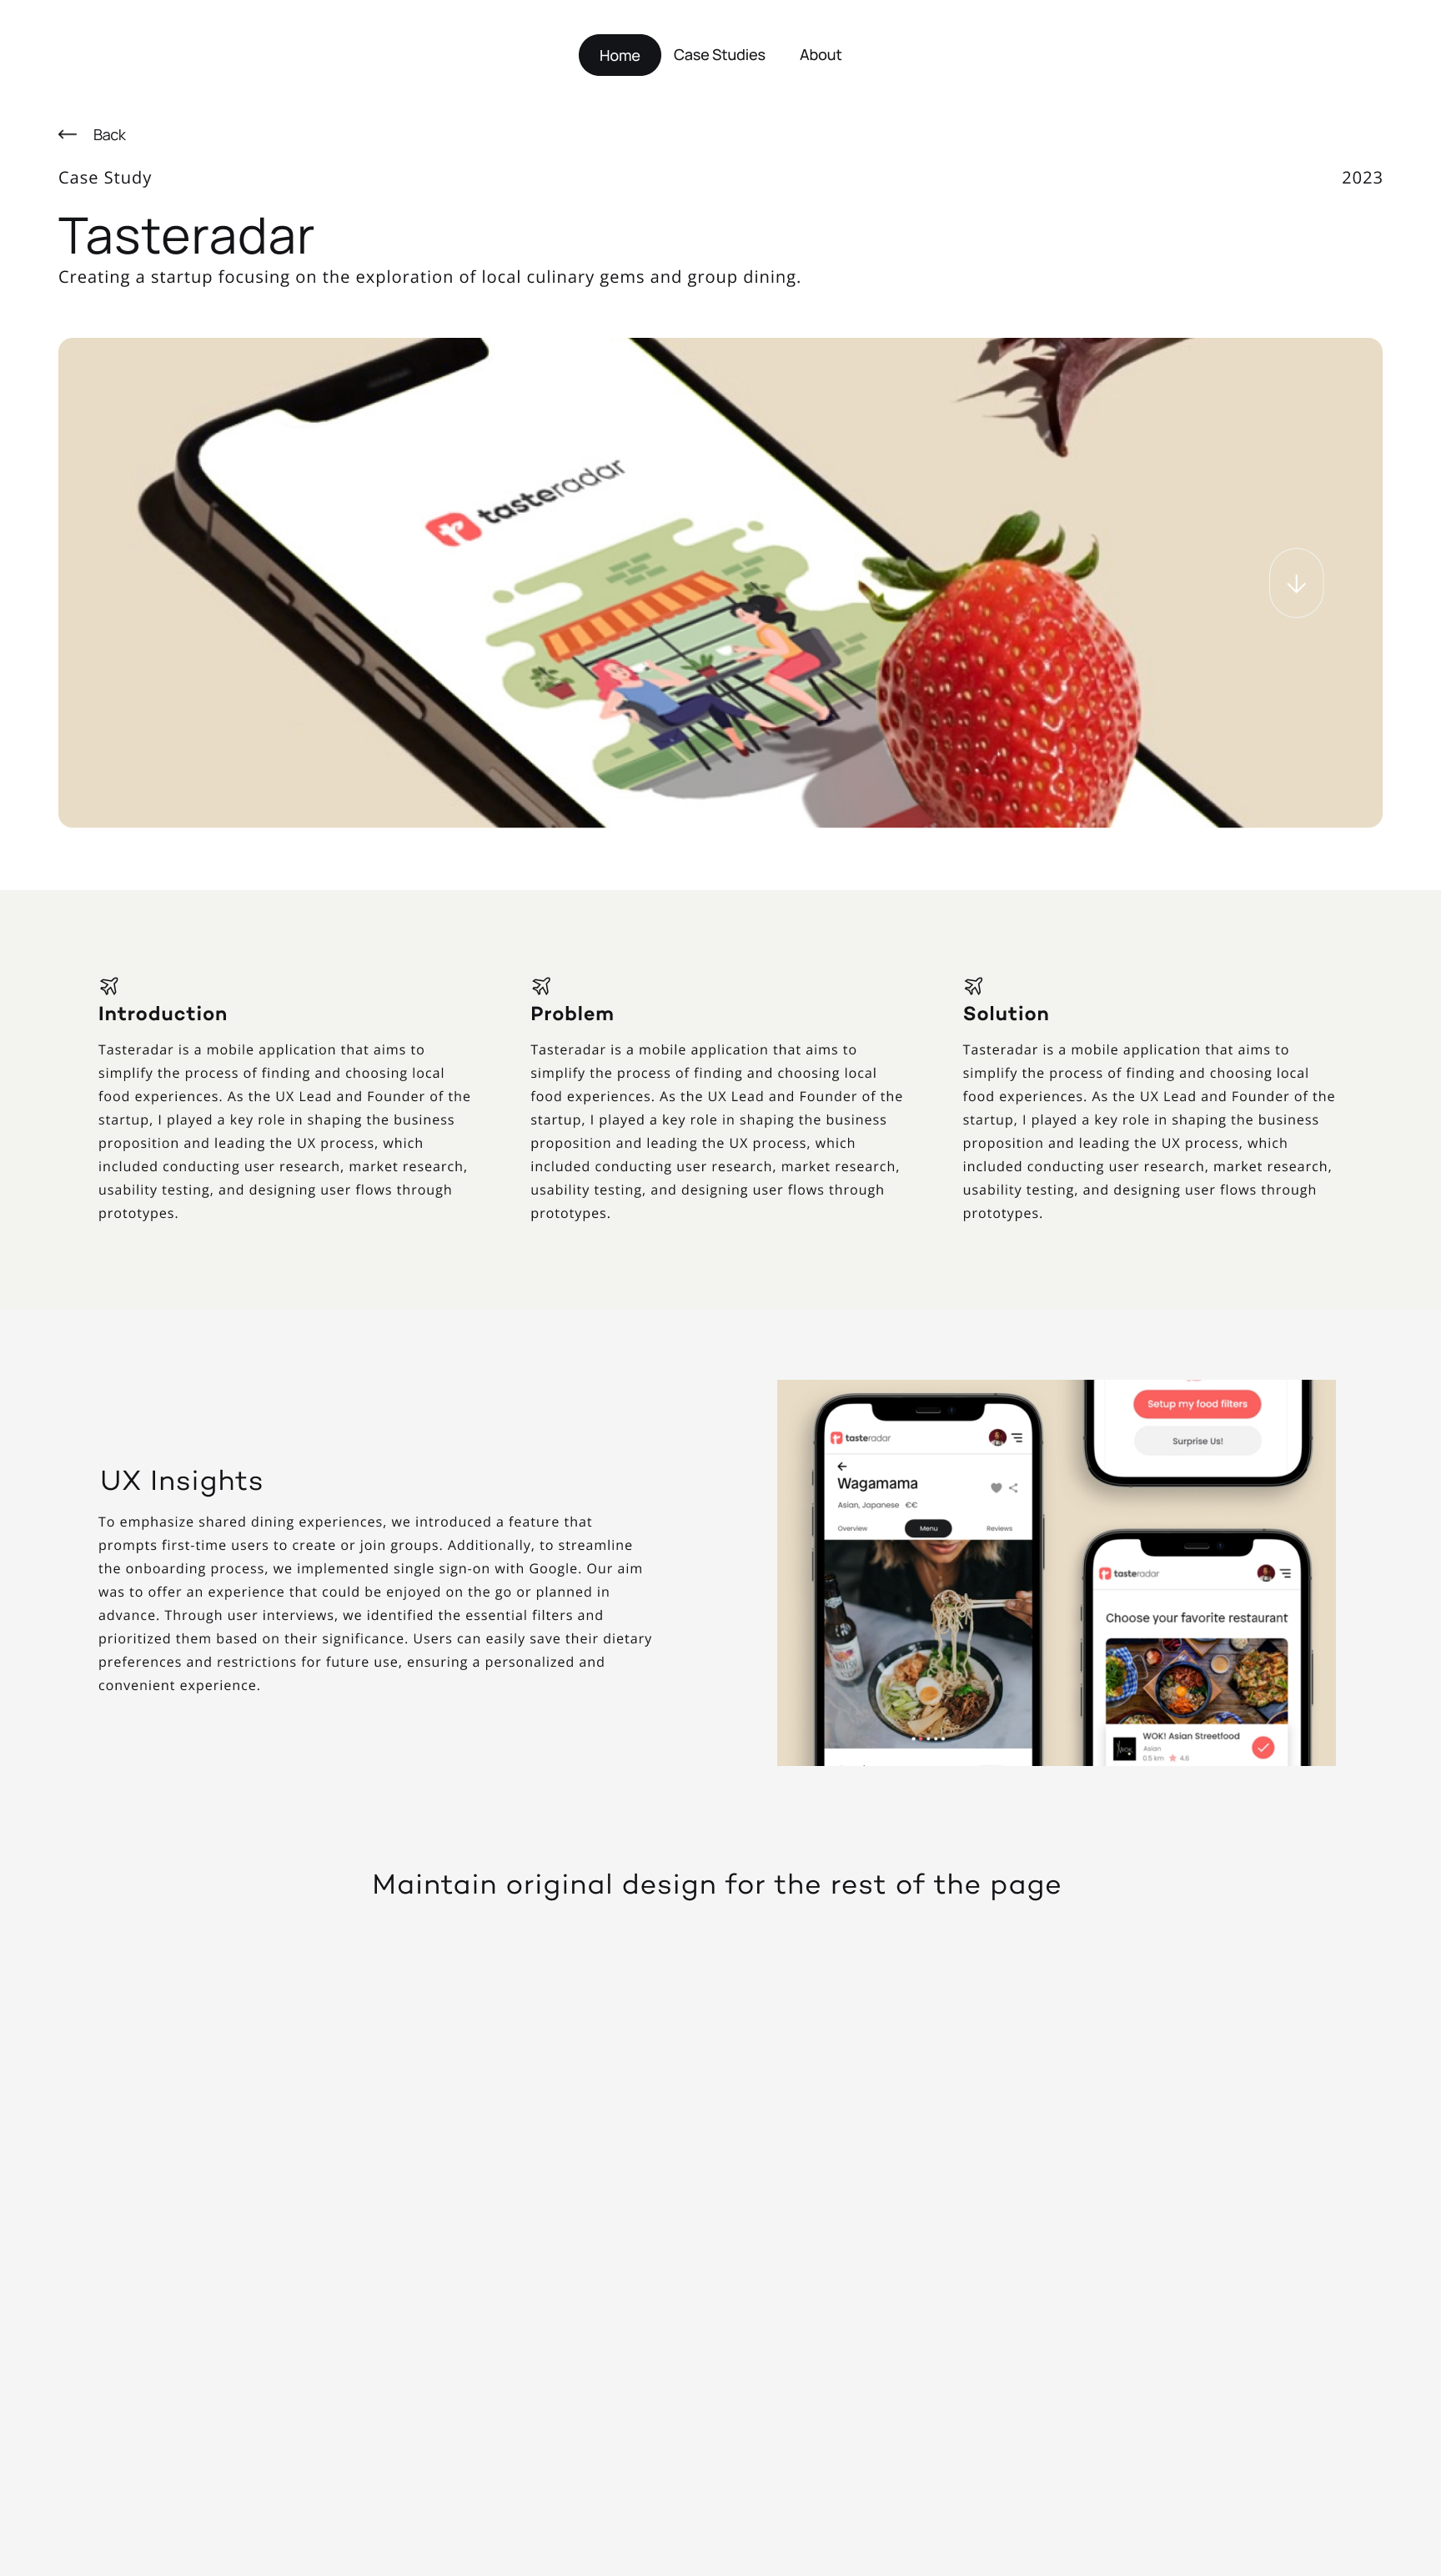 Home Case Studies About
Back
Case Study 2023
Tasteradar
Creating a startup focusing on the exploration of local culinary gems and group dining.
tasteradar
Introduction
Tasteradar is a mobile application that aims to
simplify the process of finding and choosing local
food experiences. As the UX Lead and Founder of the
startup, I played a key role in shaping the business
proposition and leading the UX process, which
included conducting user research, market research,
usability testing, and designing user flows through
prototypes.
Problem
Tasteradar is a mobile application that aims to
simplify the process of finding and choosing local
food experiences. As the UX Lead and Founder of the
startup, I played a key role in shaping the business
proposition and leading the UX process, which
included conducting user research, market research,
usability testing, and designing user flows through
prototypes.
Solution
Tasteradar is a mobile application that aims to
simplify the process of finding and choosing local
food experiences. As the UX Lead and Founder of the
startup, I played a key role in shaping the business
proposition and leading the UX process, which
included conducting user research, market research,
usability testing, and designing user flows through
prototypes.
UX Insights
To emphasize shared dining experiences, we introduced a feature that
prompts first-time users to create or join groups. Additionally, to streamline
the onboarding process, we implemented single sign-on with Google. Our aim
was to offer an experience that could be enjoyed on the go or planned in
advance. Through user interviews, we identified the essential filters and
prioritized them based on their significance. Users can easily save their dietary
preferences and restrictions for future use, ensuring a personalized and
convenient experience.
tasteradar
Wagamama
Asian, Japanese €€
Overview Menu Reviews
Setup my food filters
Surprise Us!
tasteradar
Choose your favorite restaurant
WOK! Asian Streetfood
Asian
0.5 km 4.6
Maintain original design for the rest of the page